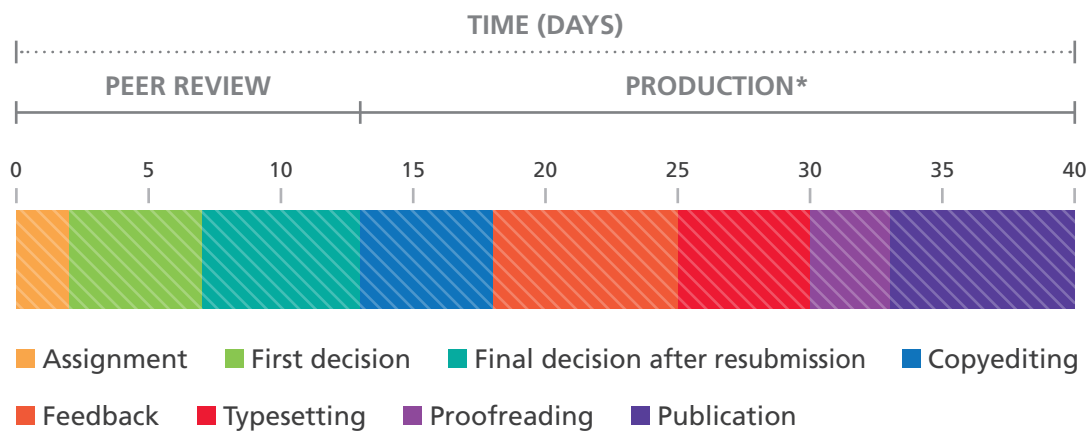 TIME (DAYS)
PEER REVIEW PRODUCTION*
0 5 10 15 20 25 30 35 40
Assignment First decision Final decision after resubmission Copyediting
Feedback Typesetting Proofreading Publication